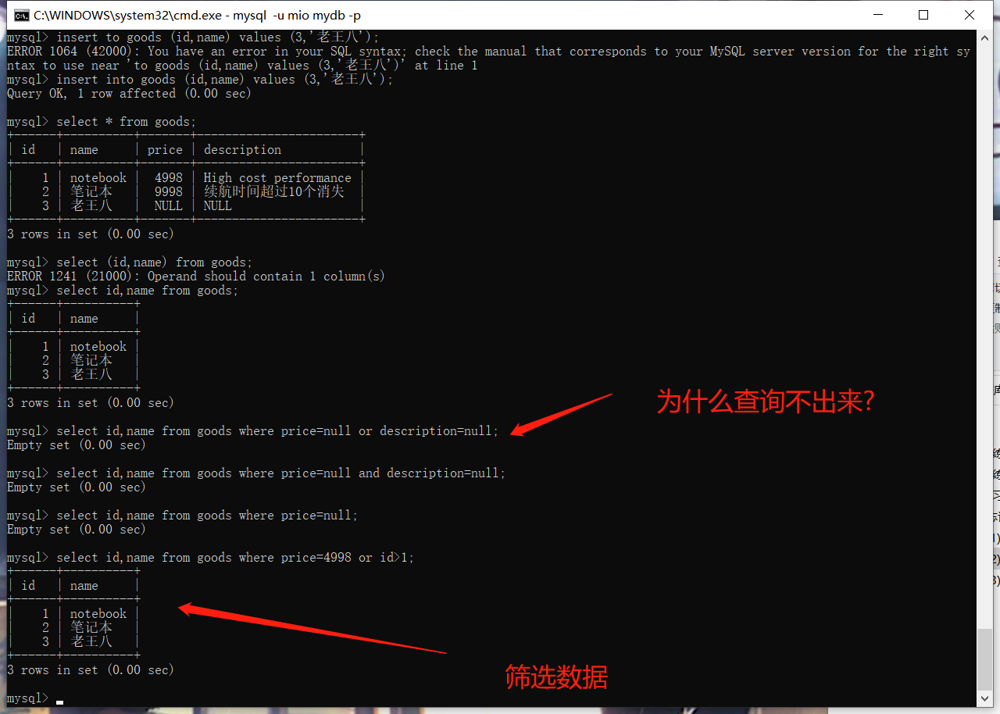 C:\WINDOWS\system32\cmd.exe - mysql  -u mio mydb -p
mysql> insert to goods (id,name) values (3,'老王八');
ERROR 1064 (42000): You have an error in your SQL syntax; check the manual that corresponds to your MySQL server version for the right sy
ntax to use near 'to goods (id,name) values (3,'老王八')' at line 1
mysql> insert into goods (id,name) values (3,'老王八');
Query OK, 1 row affected (0.00 sec)
mysql> select * from goods;
+------+----------+-------+-----------------------+
| id   | name     | price | description           |
+------+----------+-------+-----------------------+
|    1 | notebook |  4998 | High cost performance |
|    2 | 笔记本   |  9998 | 续航时间超过10个消失  |
|    3 | 老王八   |  NULL | NULL                  |
+------+----------+-------+-----------------------+
3 rows in set (0.00 sec)
mysql> select (id,name) from goods;
ERROR 1241 (21000): Operand should contain 1 column(s)
mysql> select id,name from goods;
+------+----------+
| id   | name     |
+------+----------+
|    1 | notebook |
|    2 | 笔记本   |
|    3 | 老王八   |
+------+----------+
3 rows in set (0.00 sec)
为什么查询不出来?
mysql> select id,name from goods where price=null or description=null;
Empty set (0.00 sec)
mysql> select id,name from goods where price=null and description=null;
Empty set (0.00 sec)
mysql> select id,name from goods where price=null;
Empty set (0.00 sec)
mysql> select id,name from goods where price=4998 or id>1;
+------+----------+
| id   | name     |
+------+----------+
|    1 | notebook |
|    2 | 笔记本   |
|    3 | 老王八   |
+------+----------+
3 rows in set (0.00 sec)
筛选数据
mysql>